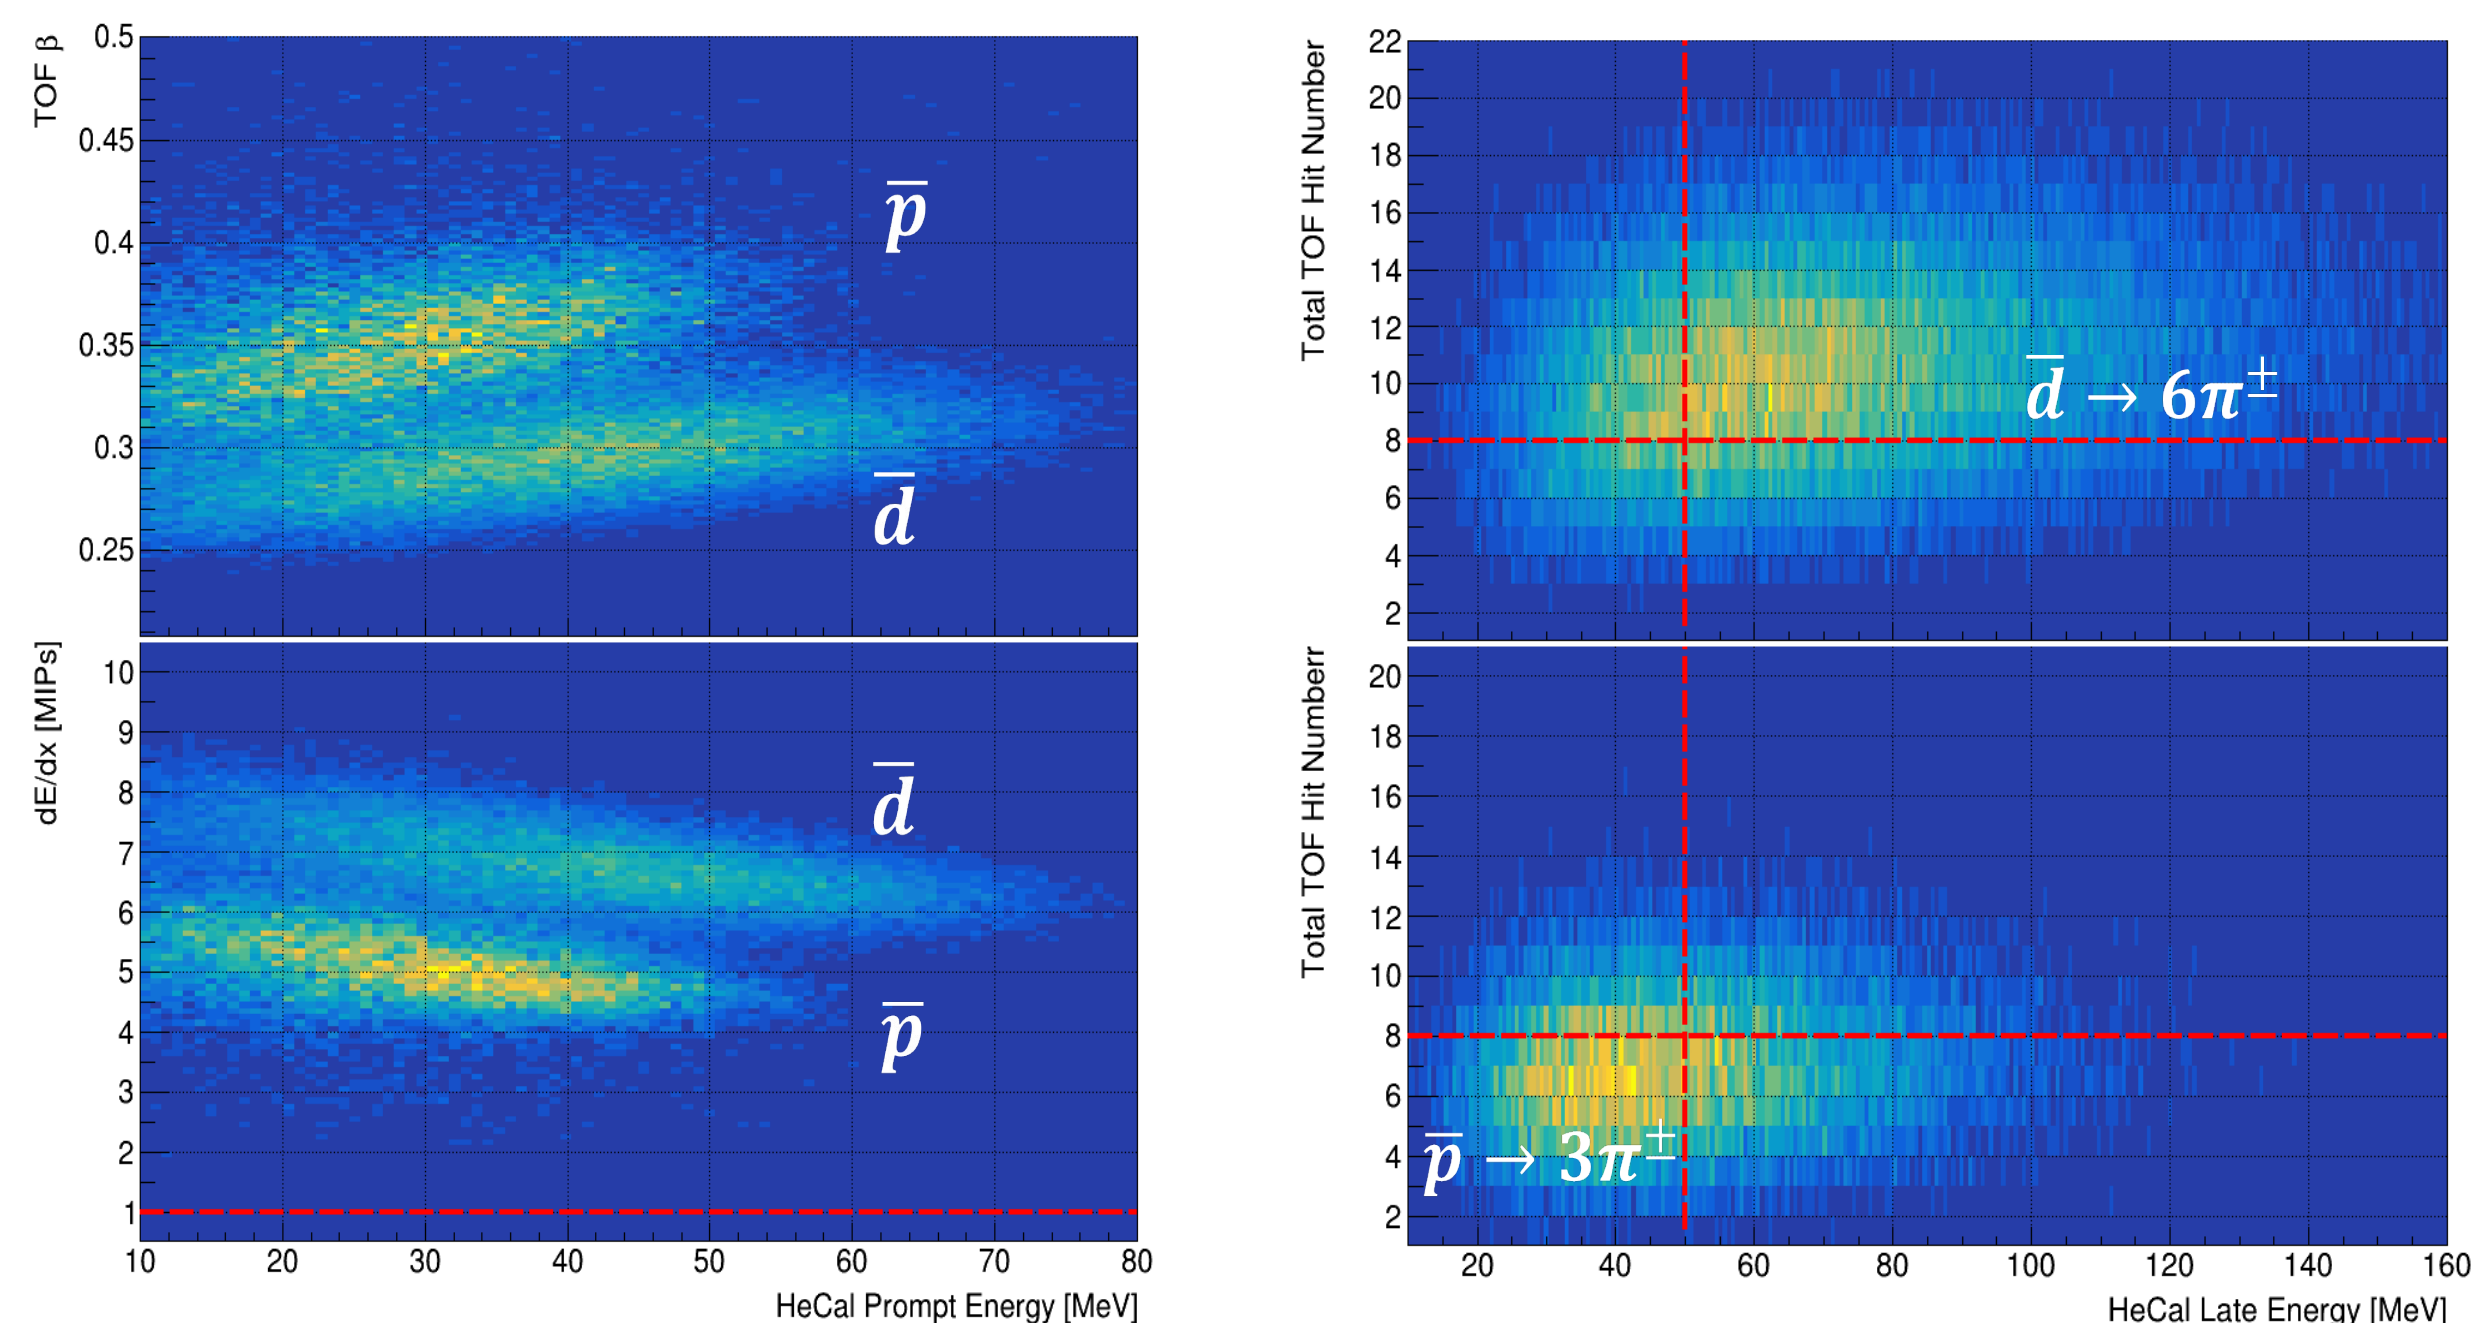 TOF β
0.5
0.45
0.4
0.35
0.3
0.25
p̅
d̅
dE/dx [MIPs]
10
9
8
7
6
5
4
3
2
1
d̅
p̅
10 20 30 40 50 60 70 80
HeCal Prompt Energy [MeV]
Total TOF Hit Number
22
20
18
16
14
12
10
8
6
4
2
d̅ → 6π±
Total TOF Hit Numberr
20
18
16
14
12
10
8
6
4
2
p̅ → 3π±
20 40 60 80 100 120 140 160
HeCal Late Energy [MeV]